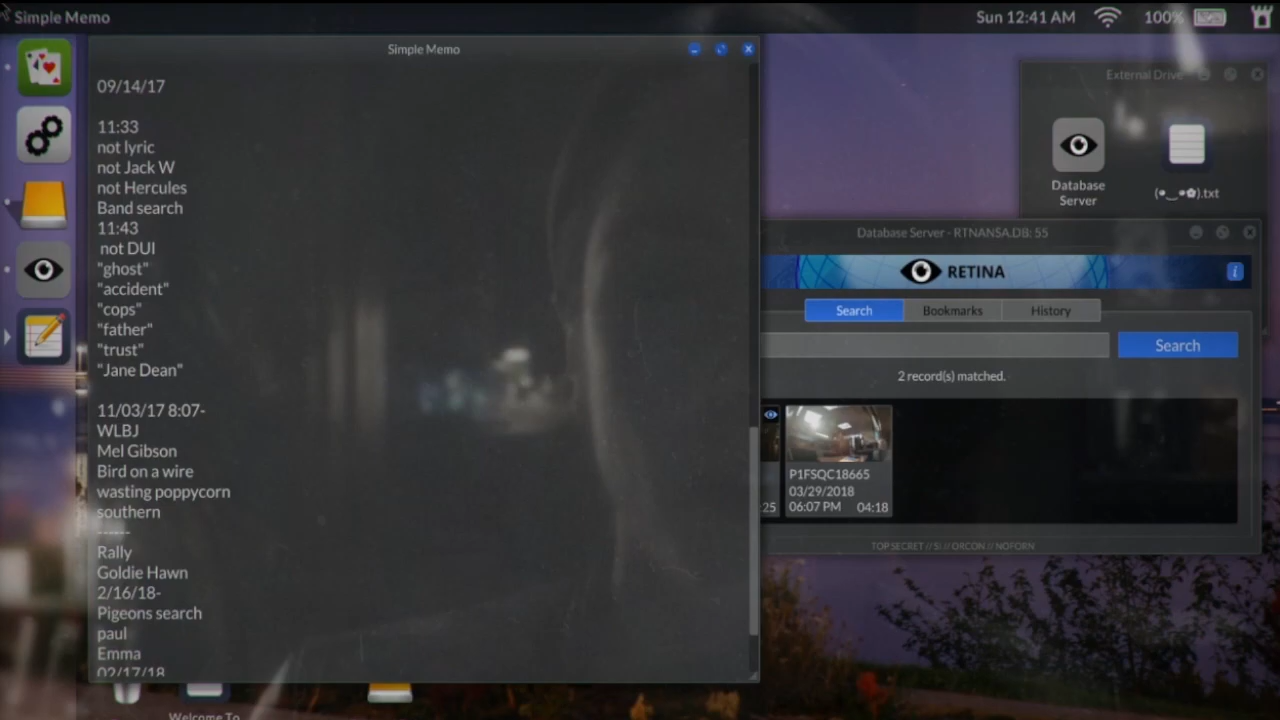 Simple Memo
Sun 12:41 AM
100%
Simple Memo
09/14/17
11:33
not lyric
not Jack W
not Hercules
Band search
11:43
not DUI
"ghost"
"accident"
"cops"
"father"
"trust"
"Jane Dean"
11/03/17 8:07-
WLBJ
Mel Gibson
Bird on a wire
wasting poppycorn
southern
------
Rally
Goldie Hawn
2/16/18-
Pigeons search
paul
Emma
02/17/18
External Drive
Database
Server
(•‿•✿).txt
Database Server - RTNANSA.DB: 55
RETINA
Search
Bookmarks
History
Search
2 record(s) matched.
:25
P1FSQC18665
03/29/2018
06:07 PM 04:18
TOP SECRET // SI // ORCON // NOFORN
Welcome To